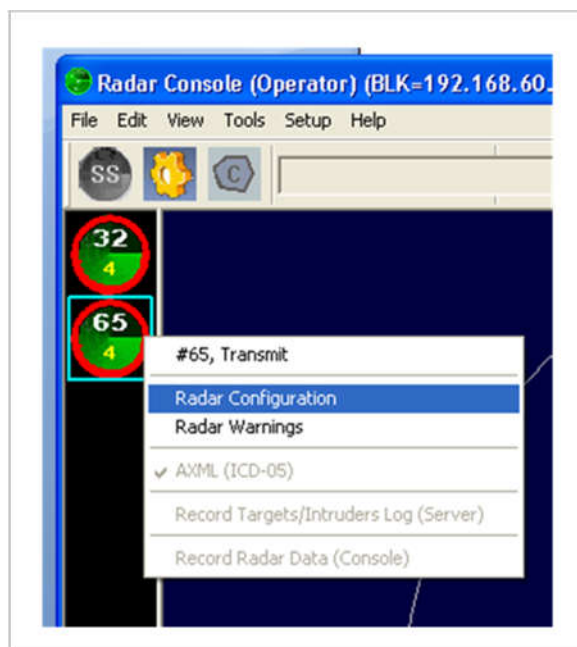 Radar Console (Operator) (BLK=192.168.60.
File Edit View Tools Setup Help
SS C
32
4
65
4
#65, Transmit
Radar Configuration
Radar Warnings
AXML (ICD-05)
Record Targets/Intruders Log (Server)
Record Radar Data (Console)